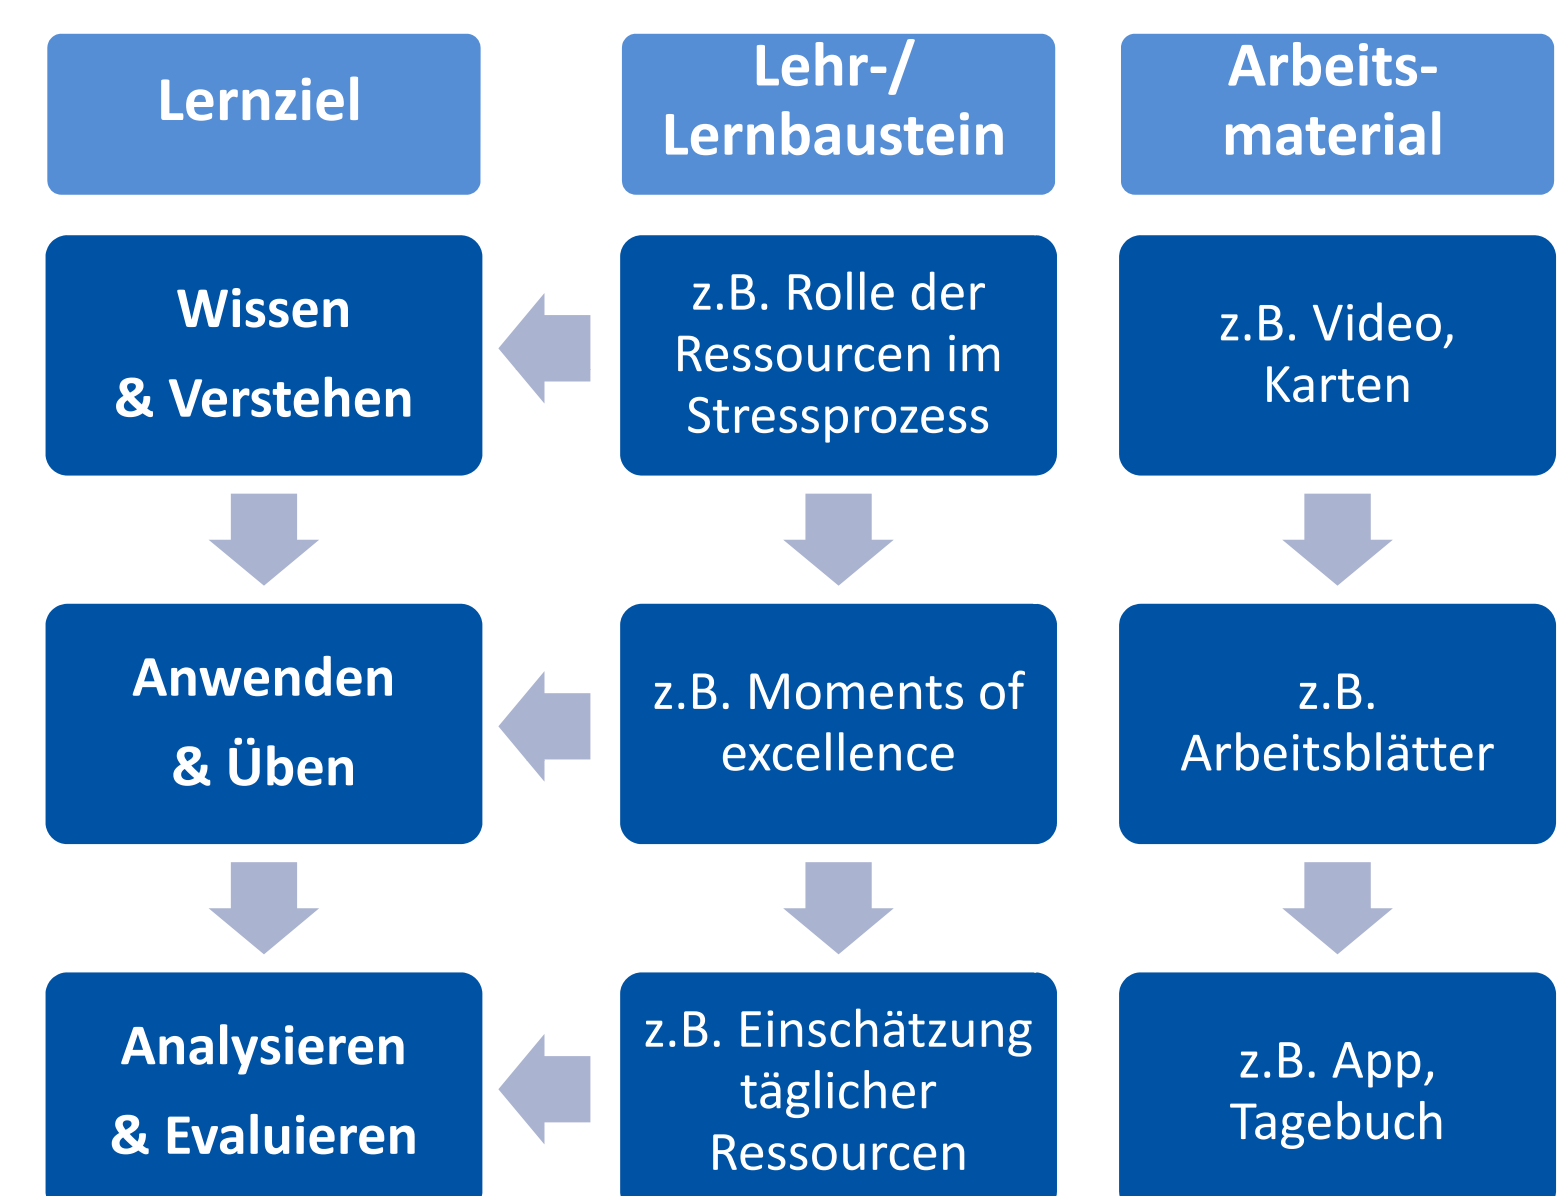 Lernziel
Lehr-/
Lernbaustein
Arbeits-
material
Wissen
& Verstehen
z.B. Rolle der
Ressourcen im
Stressprozess
z.B. Video,
Karten
Anwenden
& Üben
z.B. Moments of
excellence
z.B.
Arbeitsblätter
Analysieren
& Evaluieren
z.B. Einschätzung
täglicher
Ressourcen
z.B. App,
Tagebuch